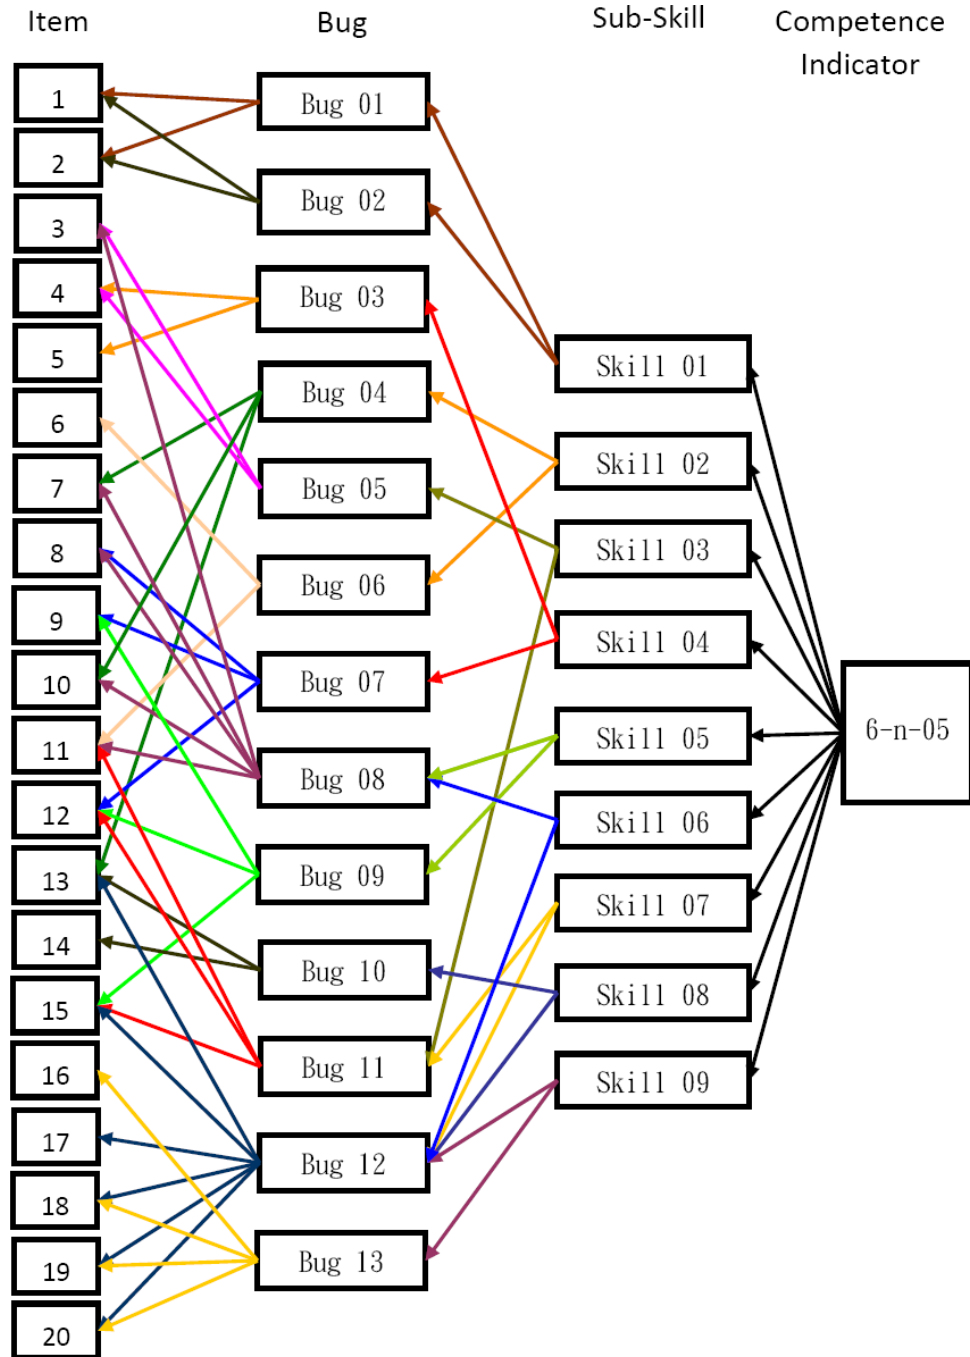 Item
Bug
Sub-Skill
Competence
Indicator
1
2
3
4
5
6
7
8
9
10
11
12
13
14
15
16
17
18
19
20
Bug 01
Bug 02
Bug 03
Bug 04
Bug 05
Bug 06
Bug 07
Bug 08
Bug 09
Bug 10
Bug 11
Bug 12
Bug 13
Skill 01
Skill 02
Skill 03
Skill 04
Skill 05
Skill 06
Skill 07
Skill 08
Skill 09
6-n-05